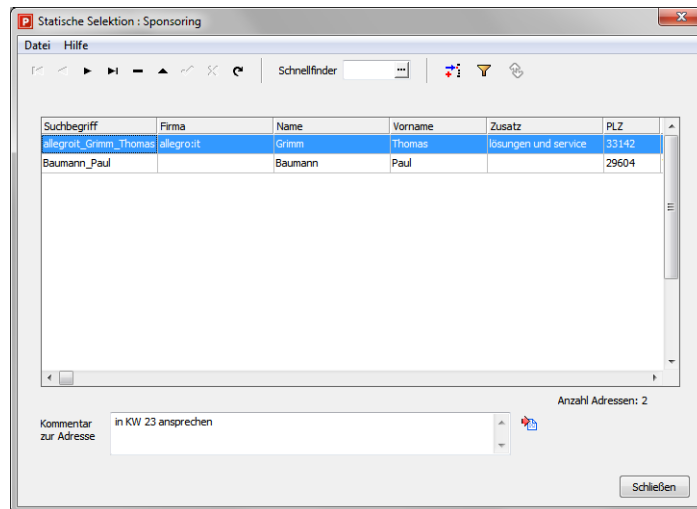 Statische Selektion : Sponsoring
Datei Hilfe
Schnellfinder
Suchbegriff Firma Name Vorname Zusatz PLZ
allegroit_Grimm_Thomas allegro:it Grimm Thomas lösungen und service 33142
Baumann_Paul Baumann Paul 29604
Anzahl Adressen: 2
Kommentar in KW 23 ansprechen
zur Adresse
Schließen